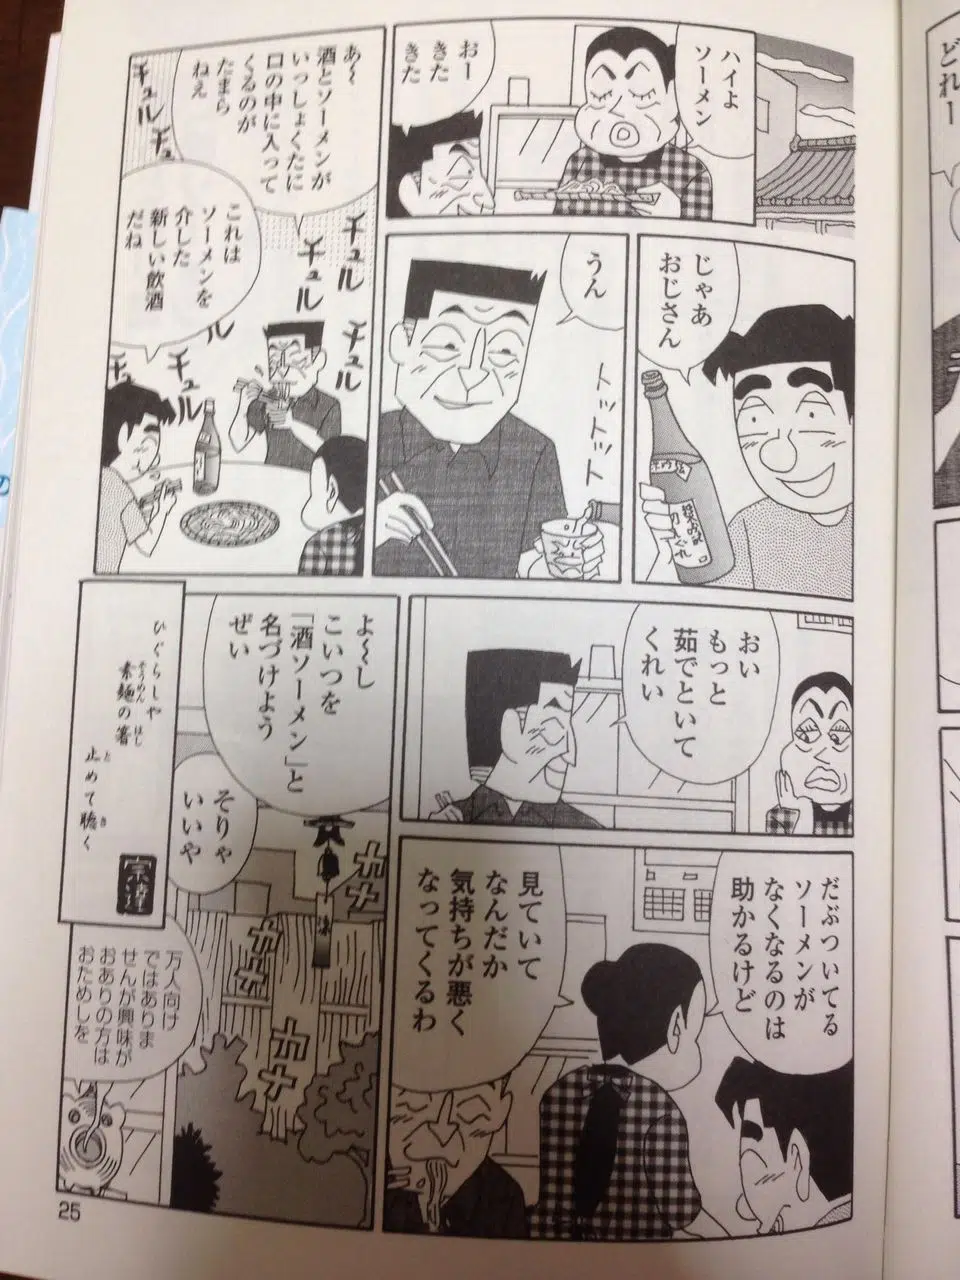 ハイよ
ソーメン
おー
きた
きた
あ〜
酒とソーメンが
いっしょくたに
口の中に入って
くるのが
たまら
ねえ
チュル
チュ
これは
ソーメンを
介した
新しい飲酒
だね
チュル
チュル
チュル
チュル
じゃあ
おじさん
うん
トットットット
おい
もっと
茹でといて
くれい
だぶついてる
ソーメンが
なくなるのは
助かるけど
見ていて
なんだか
気持ちが悪く
なってくるわ
よ〜し
こいつを
「酒ソーメン」と
名づけよう
ぜい
そりゃ
いいや
カナ
カナカナ
カナカナ
ひぐらしや
素麺の箸
そうめん はし
止めて聴く
と き
宗達
万人向け
ではありま
せんが興味が
おありの方は
おためしを
25
どれー
の